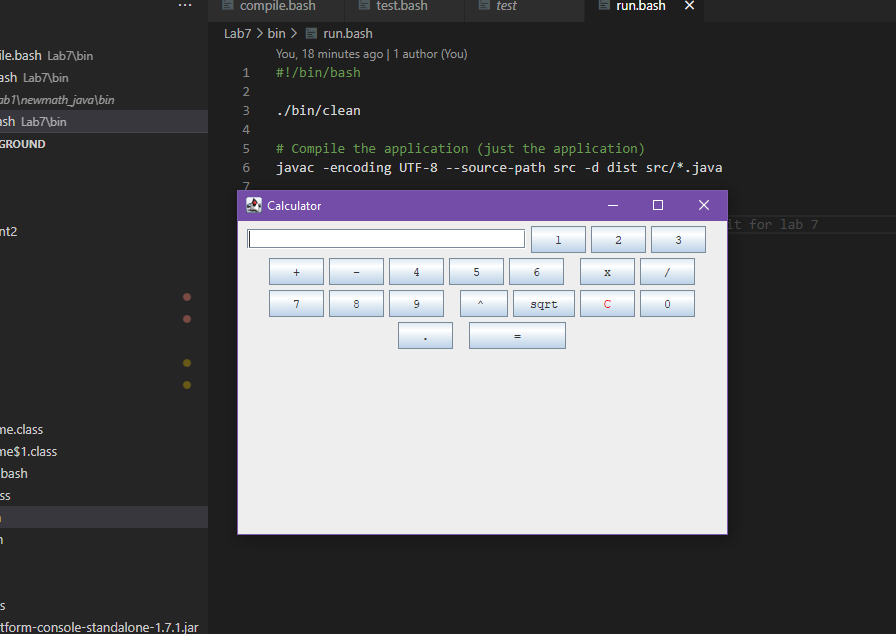 ...
compile.bash test.bash test run.bash
Lab7 > bin > run.bash
You, 18 minutes ago | 1 author (You)
1 #!/bin/bash
2
3 ./bin/clean
4
5 # Compile the application (just the application)
6 javac -encoding UTF-8 --source-path src -d dist src/*.java
7
it for lab 7
ile.bash Lab7\bin
ash Lab7\bin
ab1\newmath_java\bin
ash Lab7\bin
GROUND
nt2
me.class
me$1.class
bash
ss
n
s
tform-console-standalone-1.7.1.jar
Calculator
1 2 3
+ - 4 5 6 x /
7 8 9 ^ sqrt C 0
. =